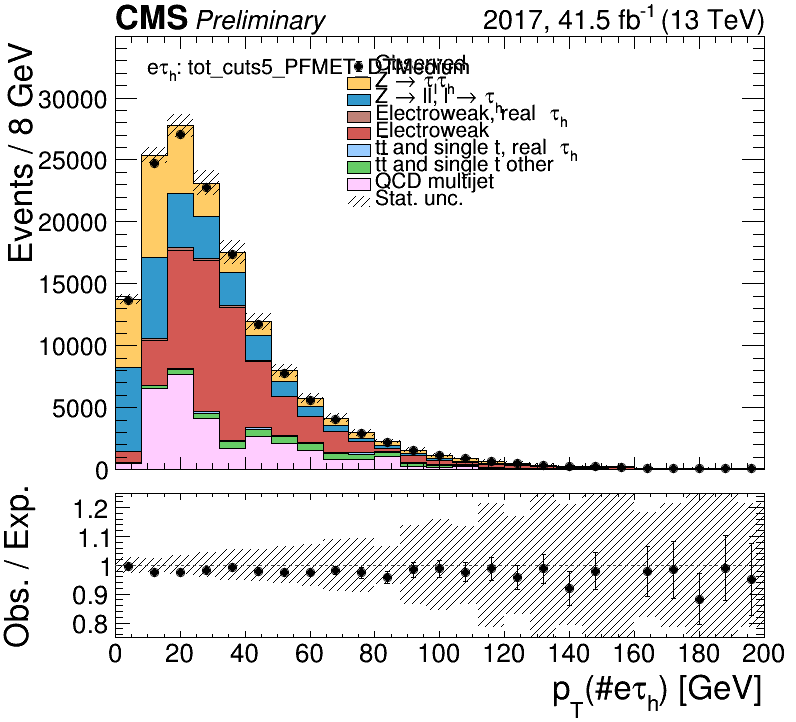 CMS Preliminary 2017, 41.5 fb⁻¹ (13 TeV)
eτh: tot_cuts5_PFMET_DTMedium
Observed
Z → ττh
Z → ll, l → τh
Electroweak, real τh
Electroweak
tt and single t, real τh
tt and single t other
QCD multijet
Stat. unc.
Events / 8 GeV
30000
25000
20000
15000
10000
5000
0
Obs. / Exp.
1.2
1.1
1
0.9
0.8
0 20 40 60 80 100 120 140 160 180 200
pT(#eτh) [GeV]